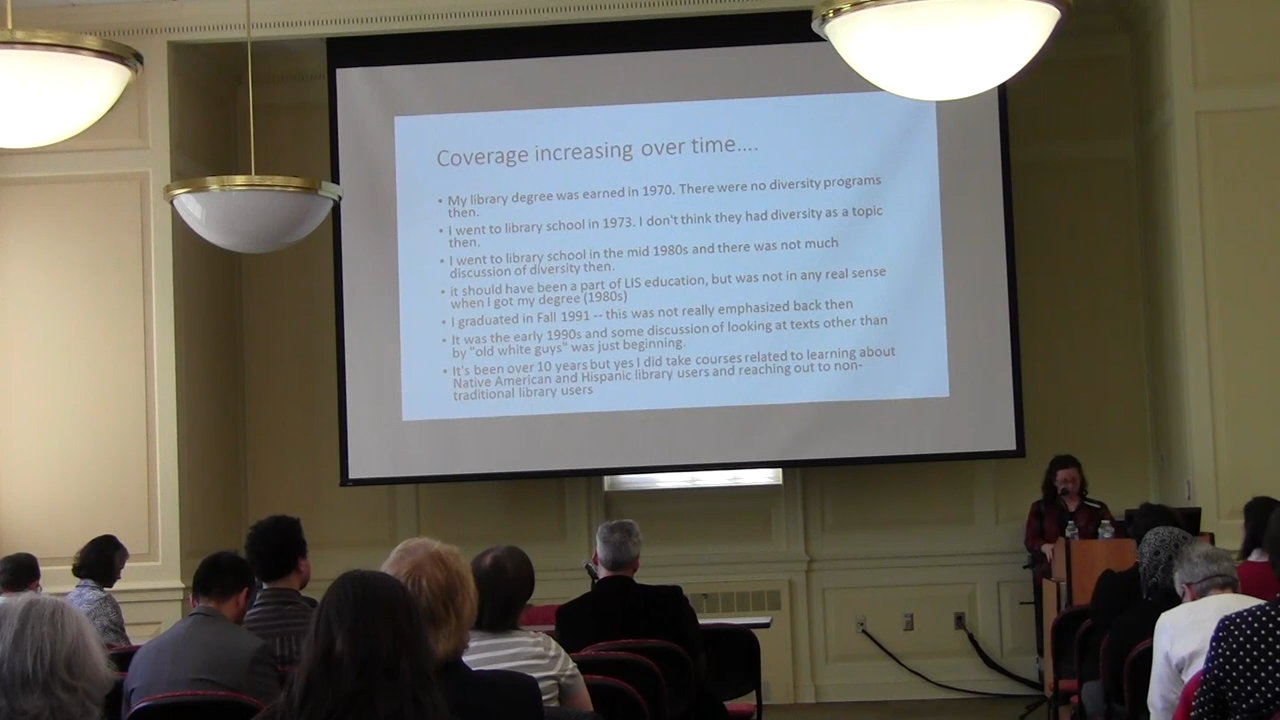 Coverage increasing over time....
• My library degree was earned in 1970. There were no diversity programs
then.
• I went to library school in 1973. I don't think they had diversity as a topic
then.
• I went to library school in the mid 1980s and there was not much
discussion of diversity then.
• it should have been a part of LIS education, but was not in any real sense
when I got my degree (1980s)
• I graduated in Fall 1991 -- this was not really emphasized back then
• It was the early 1990s and some discussion of looking at texts other than
by "old white guys" was just beginning.
• It's been over 10 years but yes I did take courses related to learning about
Native American and Hispanic library users and reaching out to non-
traditional library users